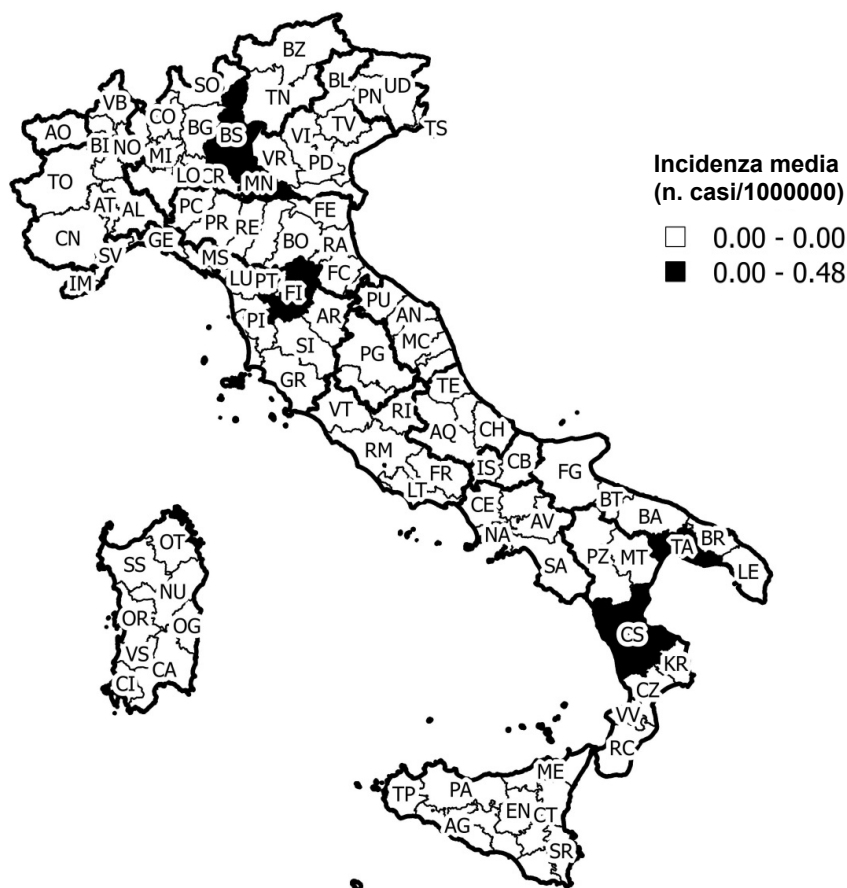 BZ
SO
BL
UD
TN
PN
VB
CO
BG
BS
VI
TV
TS
AO
BI
NO
MI
VR
PD
TO
LO
CR
MN
AT
AL
PC
PR
RE
FE
CN
GE
BO
RA
SV
MS
IM
LU
PT
FI
FC
PU
PI
AR
AN
MC
SI
PG
GR
TE
VT
RI
AQ
CH
RM
IS
CB
FG
FR
LT
CE
BT
BA
NA
AV
BR
SA
PZ
MT
TA
LE
OT
SS
NU
OR
OG
VS
CA
CI
CS
KR
CZ
VV
RC
ME
TP
PA
EN
CT
AG
SR
Incidenza media
(n. casi/1000000)
0.00 - 0.00
0.00 - 0.48